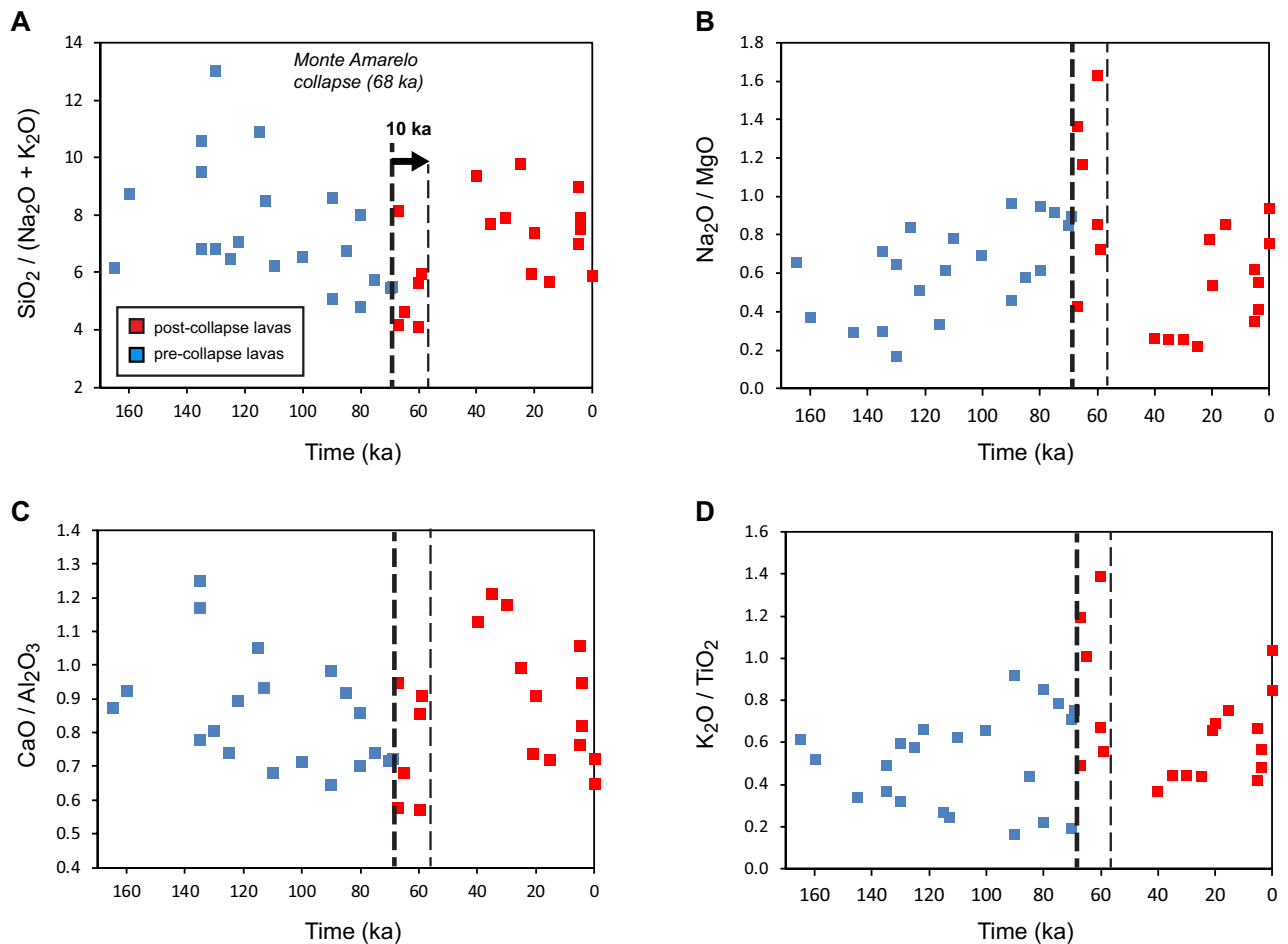 A
14
12
10
8
6
4
2
SiO₂ / (Na₂O + K₂O)
Monte Amarelo
collapse (68 ka)
10 ka
post-collapse lavas
pre-collapse lavas
160 140 120 100 80 60 40 20 0
Time (ka)
B
1.8
1.6
1.4
1.2
1.0
0.8
0.6
0.4
0.2
0.0
Na₂O / MgO
160 140 120 100 80 60 40 20 0
Time (ka)
C
1.4
1.3
1.2
1.1
1.0
0.9
0.8
0.7
0.6
0.5
0.4
CaO / Al₂O₃
160 140 120 100 80 60 40 20 0
Time (ka)
D
1.6
1.4
1.2
1.0
0.8
0.6
0.4
0.2
0.0
K₂O / TiO₂
160 140 120 100 80 60 40 20 0
Time (ka)